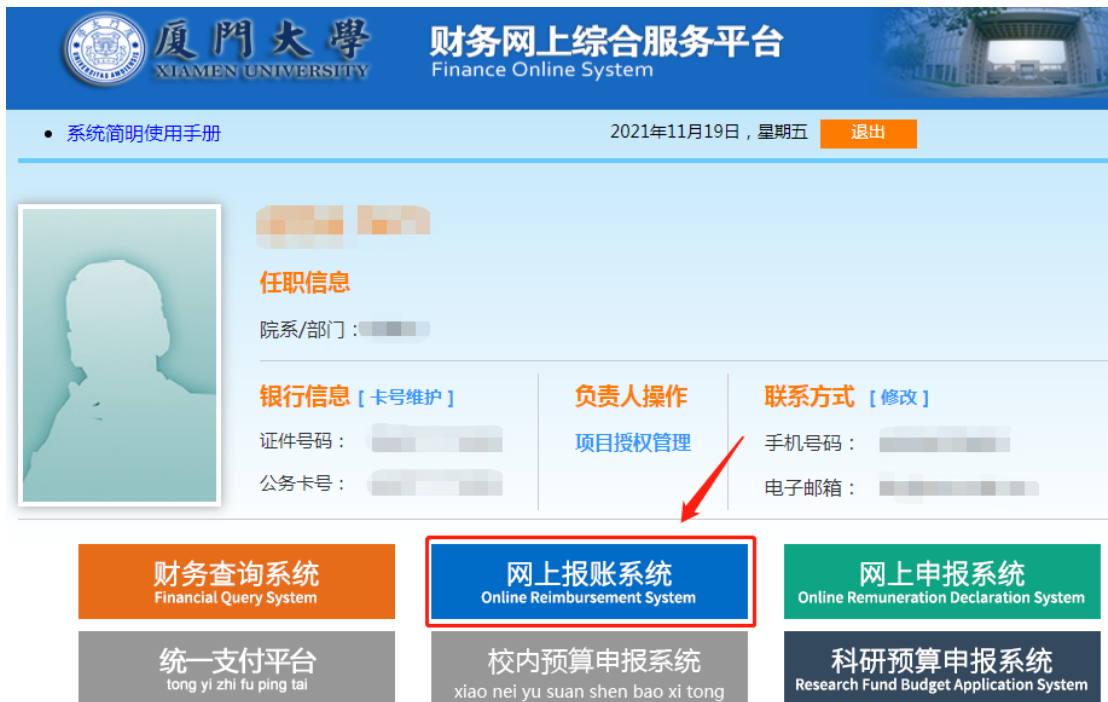 廈門大學
XIAMEN UNIVERSITY
财务网上综合服务平台
Finance Online System
系统简明使用手册
2021年11月19日，星期五
退出
任职信息
院系/部门：
银行信息 [ 卡号维护 ]
证件号码：
公务卡号：
负责人操作
项目授权管理
联系方式 [ 修改 ]
手机号码：
电子邮箱：
财务查询系统
Financial Query System
网上报账系统
Online Reimbursement System
网上申报系统
Online Remuneration Declaration System
统一支付平台
tong yi zhi fu ping tai
校内预算申报系统
xiao nei yu suan shen bao xi tong
科研预算申报系统
Research Fund Budget Application System